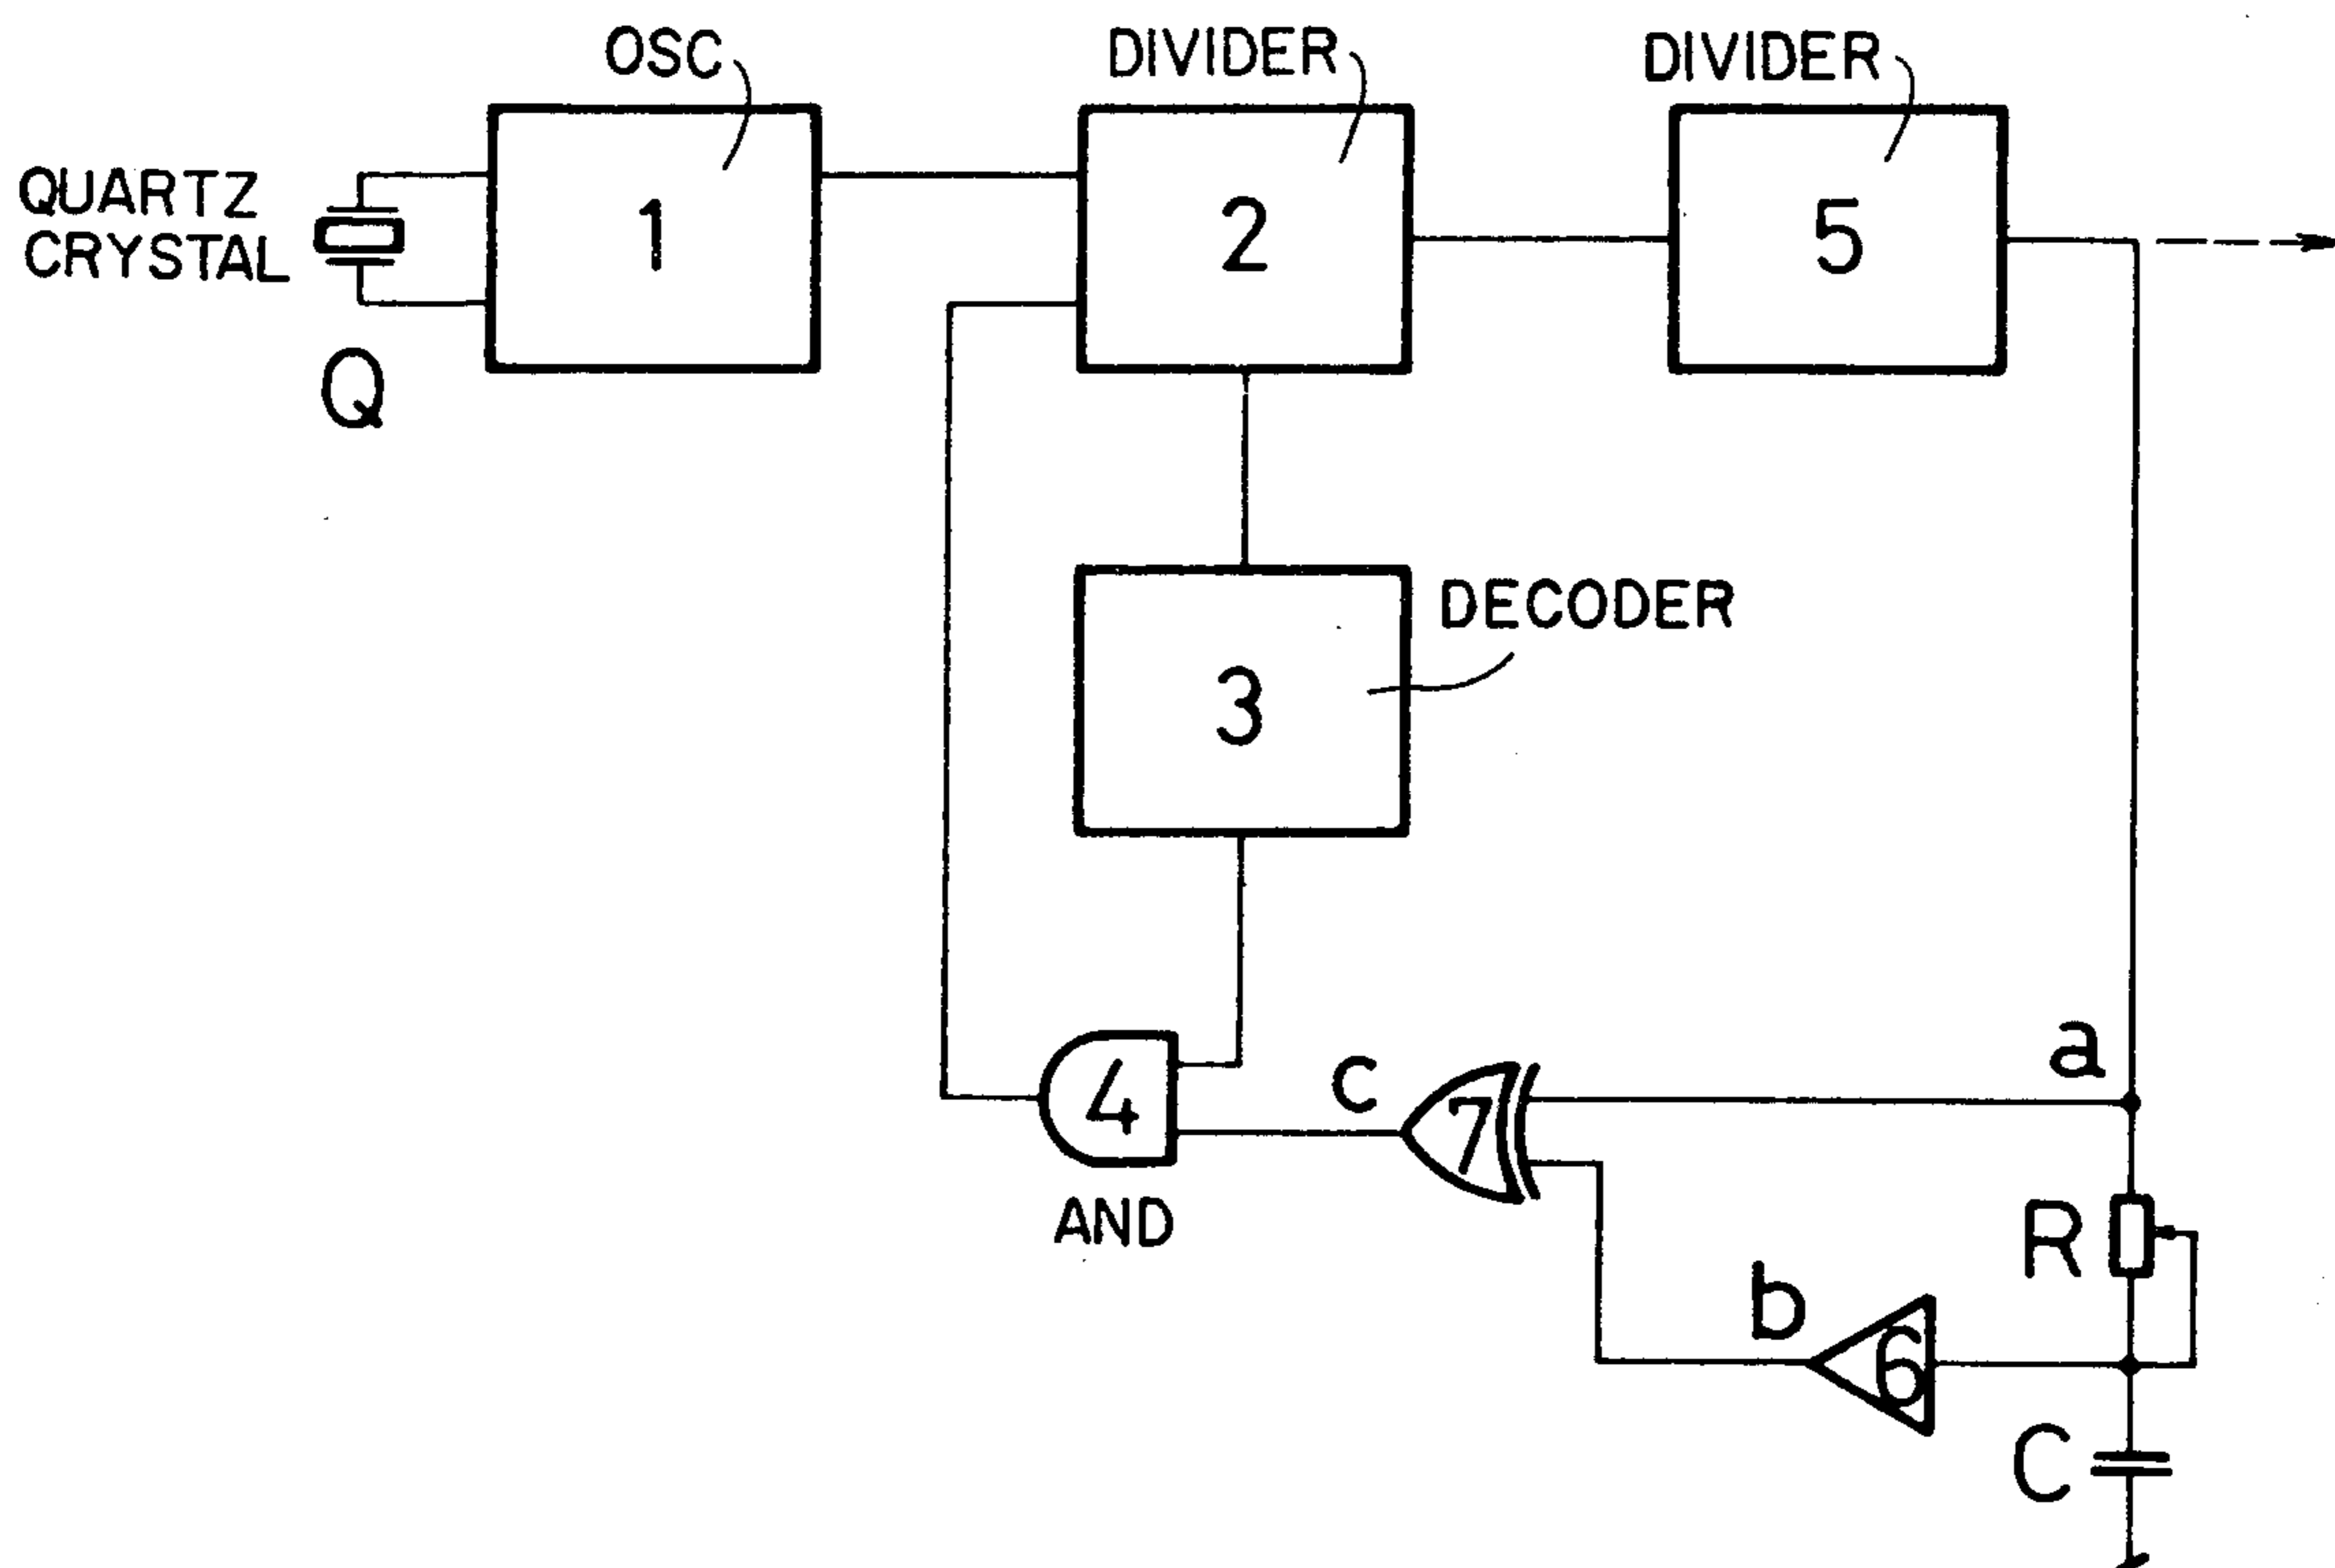 OSC
DIVIDER
DIVIDER
QUARTZ
CRYSTAL
1
2
5
Q
DECODER
3
a
c
4
7
AND
R
b
6
C